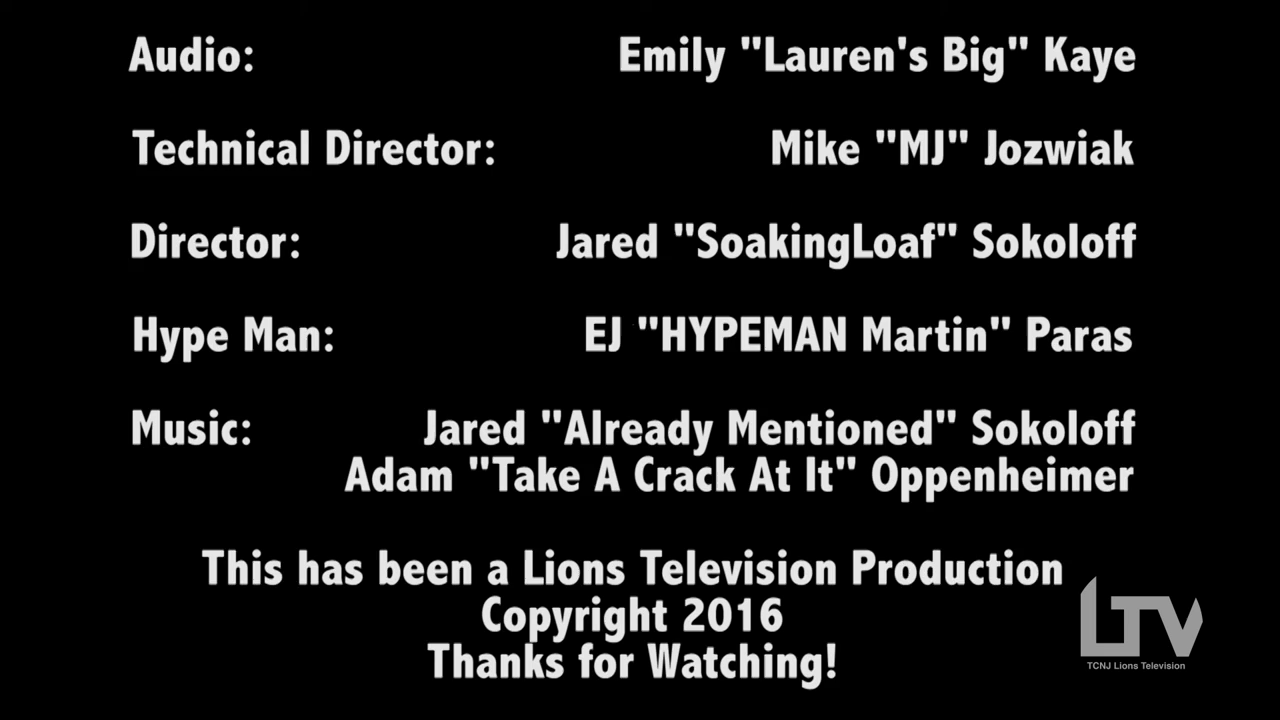 Audio: Emily "Lauren's Big" Kaye
Technical Director: Mike "MJ" Jozwiak
Director: Jared "SoakingLoaf" Sokoloff
Hype Man: EJ "HYPEMAN Martin" Paras
Music: Jared "Already Mentioned" Sokoloff
Adam "Take A Crack At It" Oppenheimer
This has been a Lions Television Production
Copyright 2016
Thanks for Watching!
LTV
TCNJ Lions Television